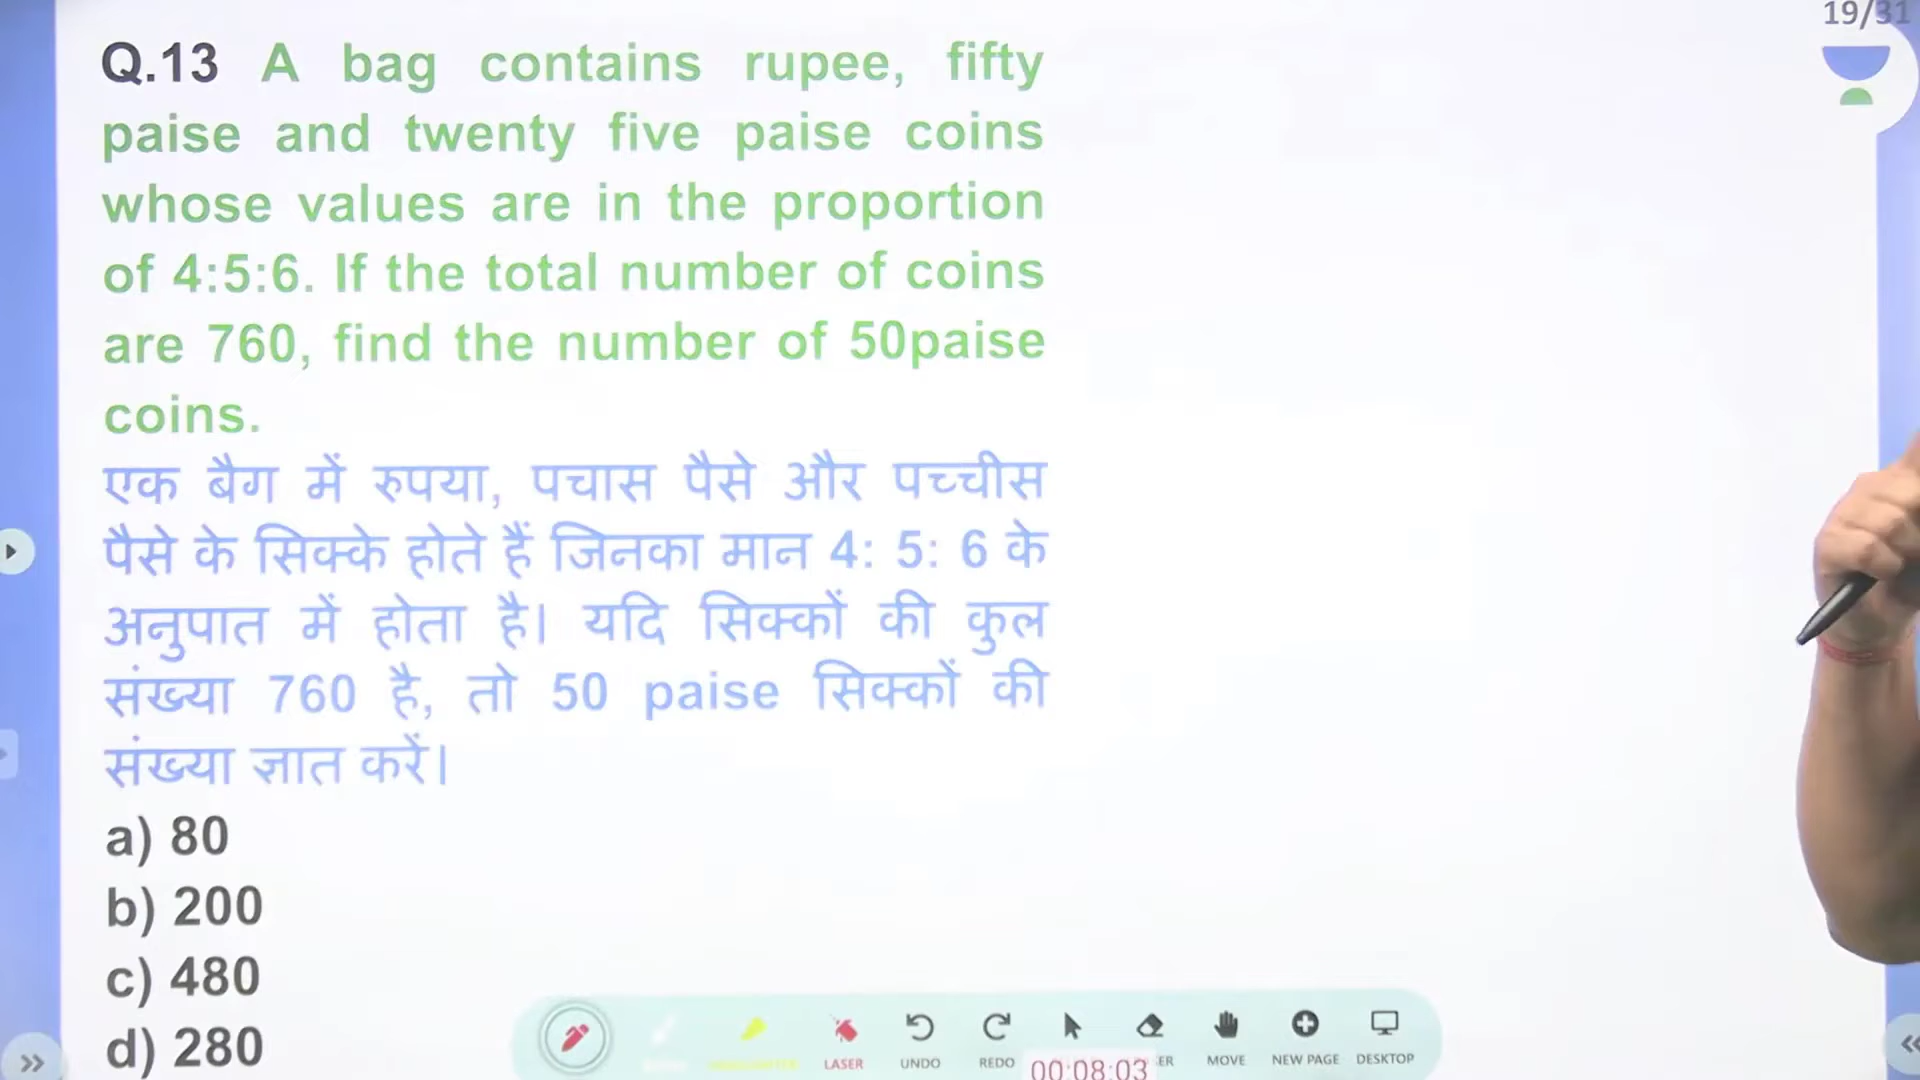 19/31
Q.13 A bag contains rupee, fifty
paise and twenty five paise coins
whose values are in the proportion
of 4:5:6. If the total number of coins
are 760, find the number of 50paise
coins.
एक बैग में रुपया, पचास पैसे और पच्चीस
पैसे के सिक्के होते हैं जिनका मान 4: 5: 6 के
अनुपात में होता है। यदि सिक्कों की कुल
संख्या 760 है, तो 50 paise सिक्कों की
संख्या ज्ञात करें।
a) 80
b) 200
c) 480
d) 280
LASER UNDO REDO MOVE NEW PAGE DESKTOP
00:08:03